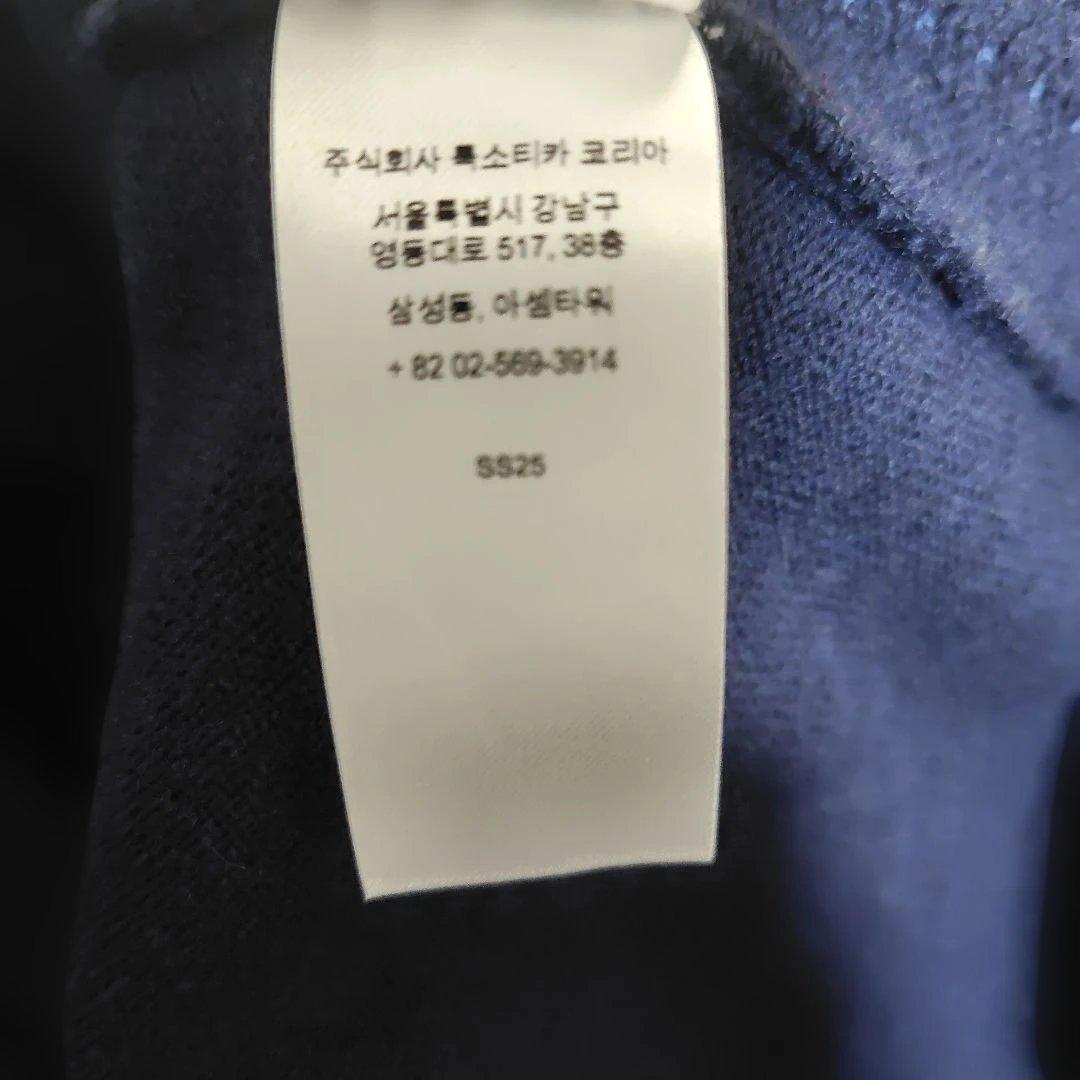 주식회사 룩소티카 코리아
서울특별시 강남구
영동대로 517, 38층
삼성동, 아셈타워
+ 82 02-569-3914
SS25